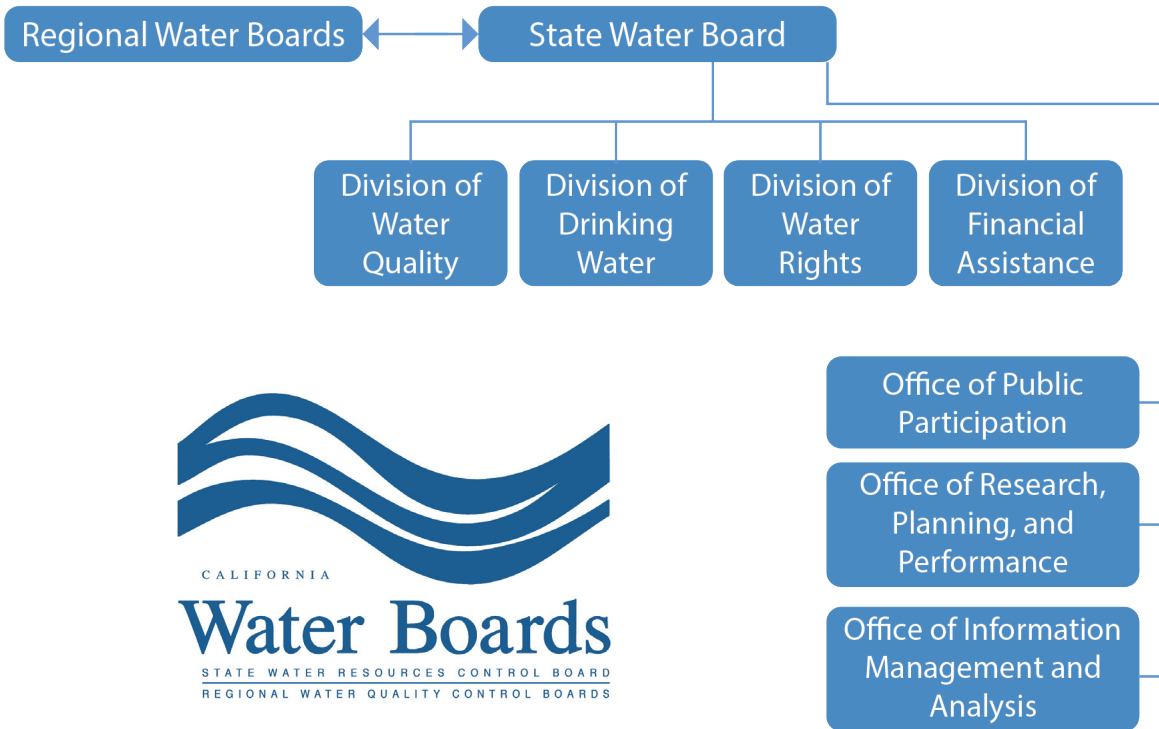 Regional Water Boards
State Water Board
Division of
Water
Quality
Division of
Drinking
Water
Division of
Water
Rights
Division of
Financial
Assistance
Office of Public
Participation
Office of Research,
Planning, and
Performance
Office of Information
Management and
Analysis
CALIFORNIA
Water Boards
STATE WATER RESOURCES CONTROL BOARD
REGIONAL WATER QUALITY CONTROL BOARDS